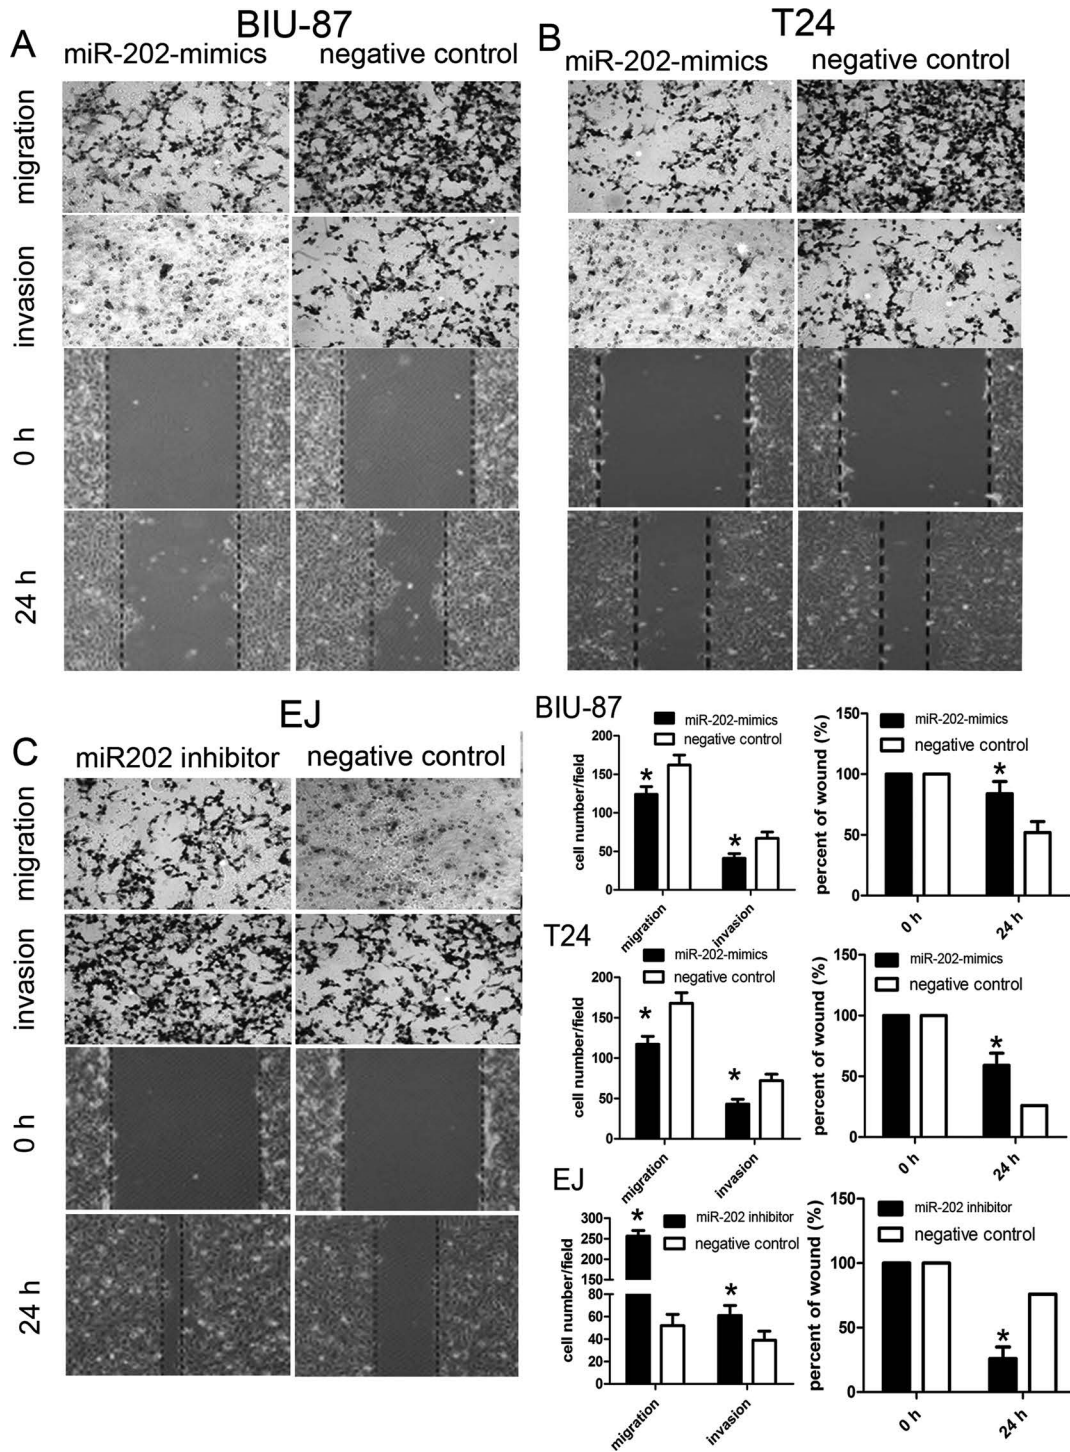 BIU-87
A
miR-202-mimics negative control
migration
invasion
0 h
24 h
T24
B
miR-202-mimics negative control
EJ
C
miR202 inhibitor negative control
migration
invasion
0 h
24 h
BIU-87
miR-202-mimics
negative control
cell number/field
200
150
100
50
0
*
*
migration
invasion
miR-202-mimics
negative control
percent of wound (%)
150
100
50
0
*
0 h
24 h
T24
miR-202-mimics
negative control
cell number/field
200
150
100
50
0
*
*
migration
invasion
miR-202-mimics
negative control
percent of wound (%)
150
100
50
0
*
0 h
24 h
EJ
miR-202 inhibitor
negative control
cell number/field
300
250
200
150
80
60
40
20
0
*
*
migration
invasion
miR-202 inhibitor
negative control
percent of wound (%)
150
100
50
0
*
0 h
24 h